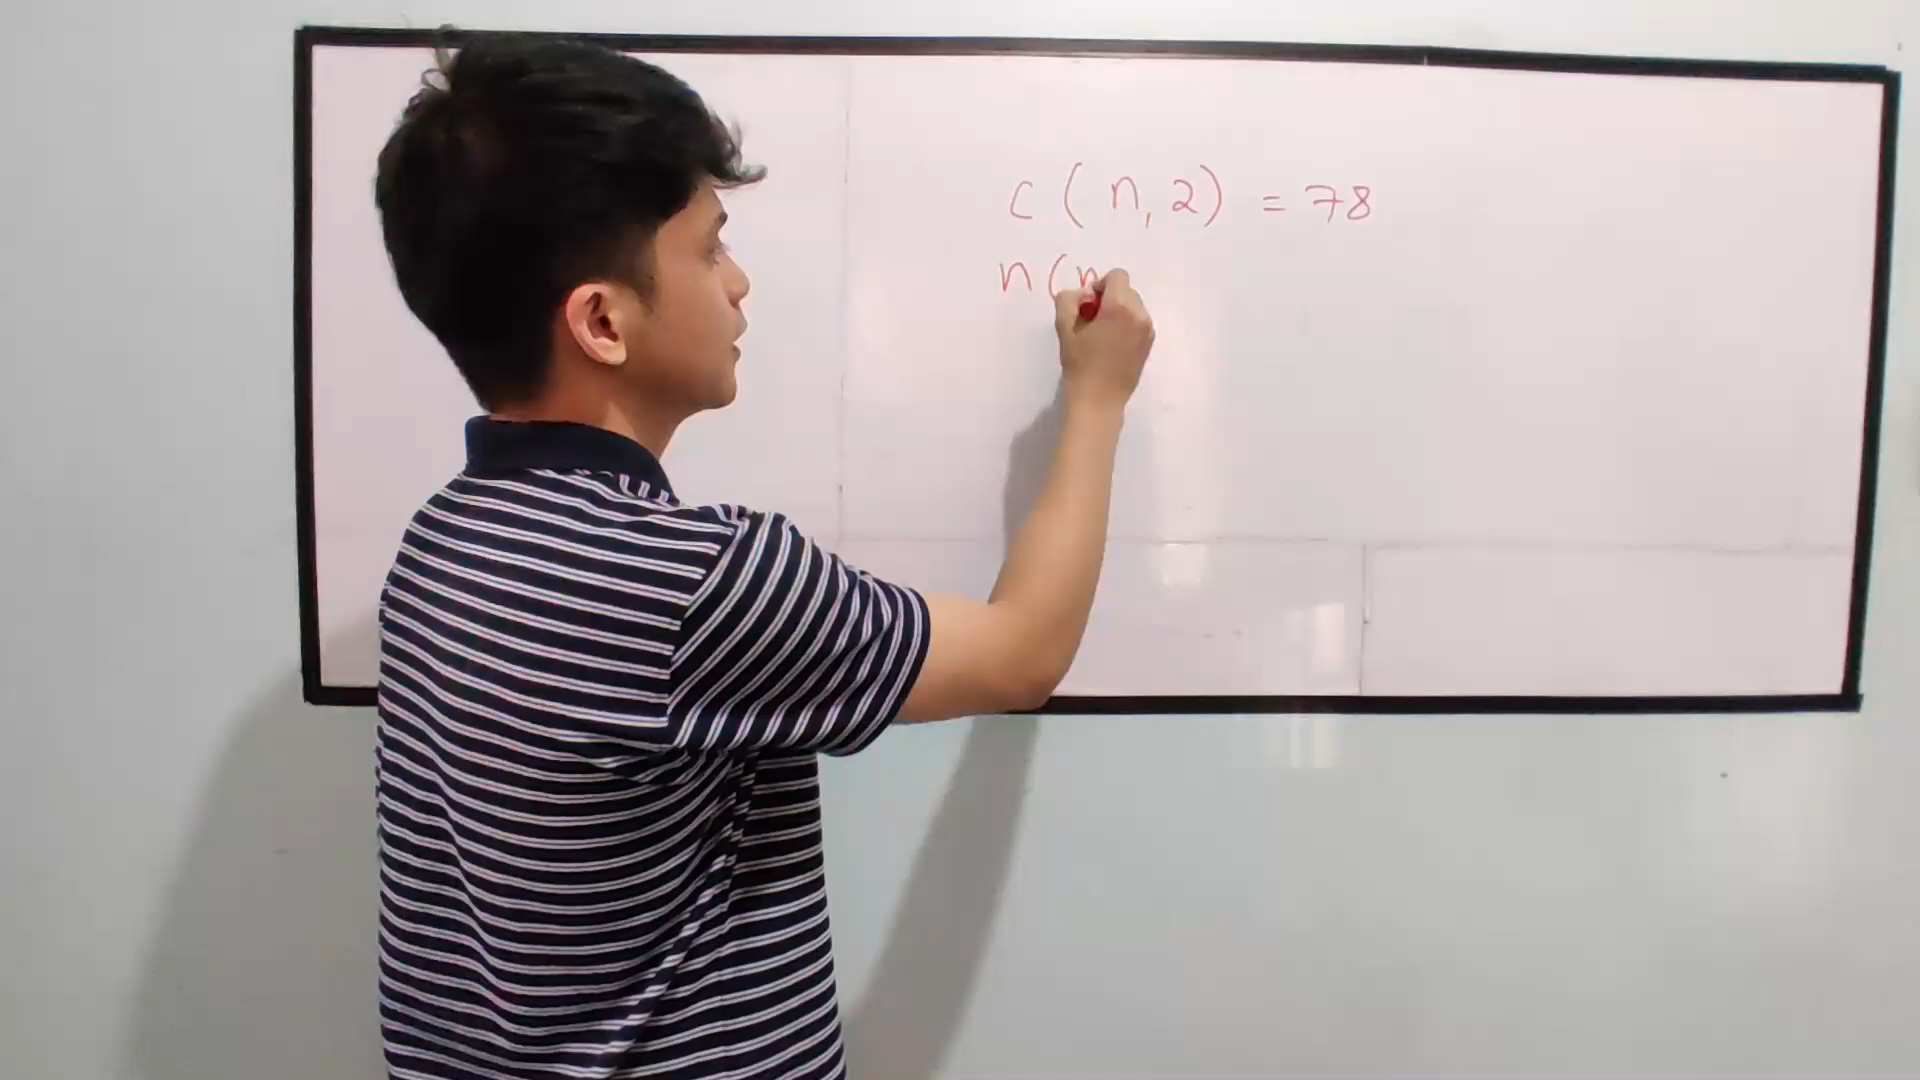 c ( n, 2) = 78
n (n